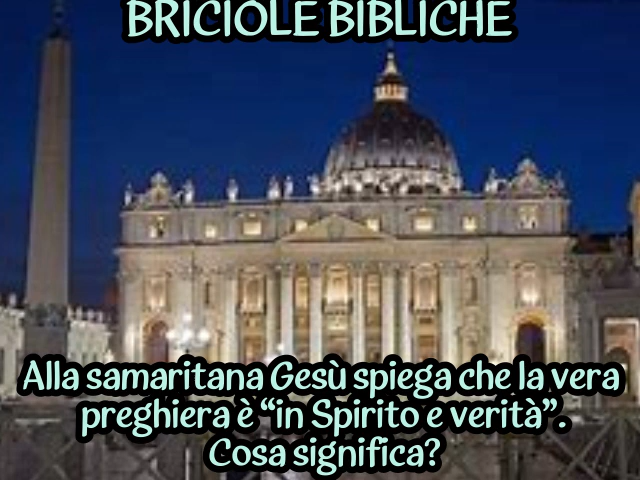 BRICIOLE BIBLICHE
Alla samaritana Gesù spiega che la vera
preghiera è “in Spirito e verità”.
Cosa significa?